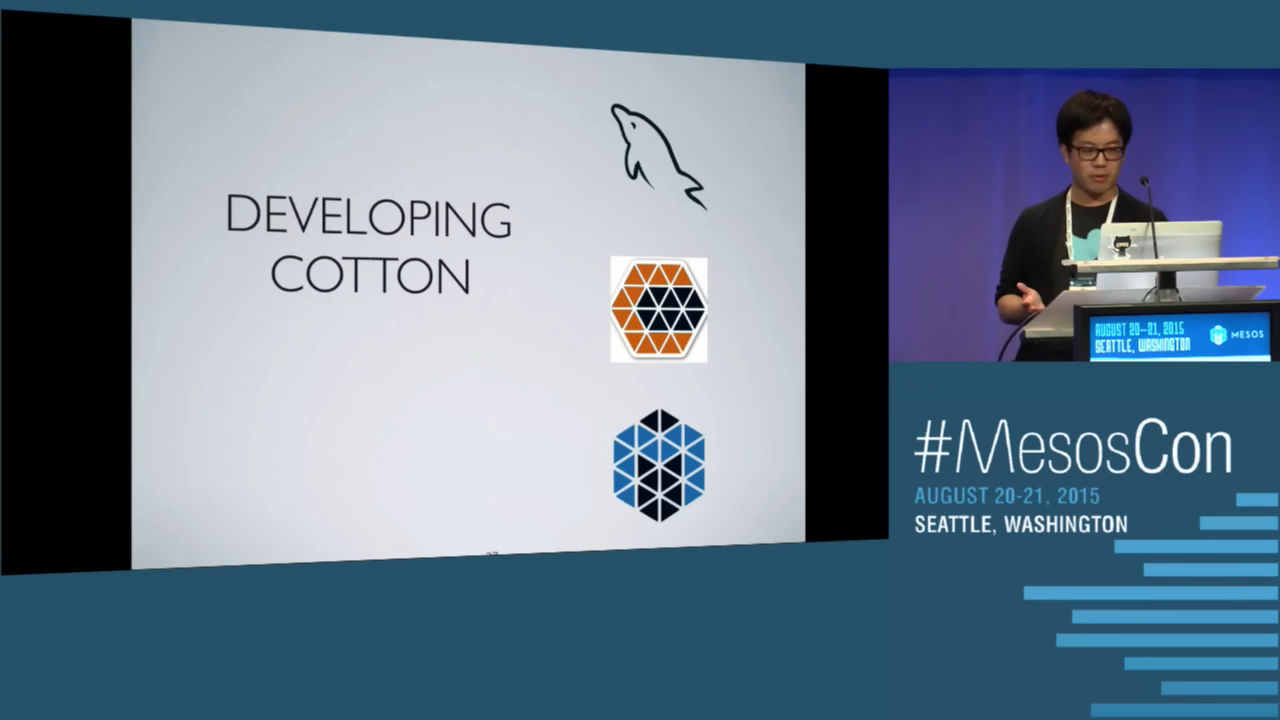 DEVELOPING
COTTON
AUGUST 20-21, 2015
SEATTLE, WASHINGTON
MESOS
#MesosCon
AUGUST 20-21, 2015
SEATTLE, WASHINGTON